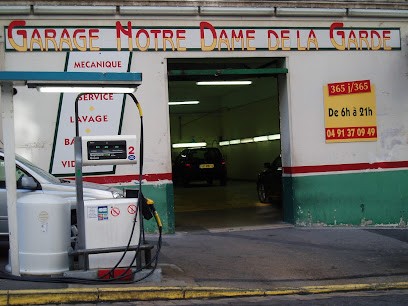 GARAGE NOTRE DAME DE LA GARDE
MECANIQUE
SERVICE
LAVAGE
365 j/365
De 6h à 21h
04 91 37 09 49
2